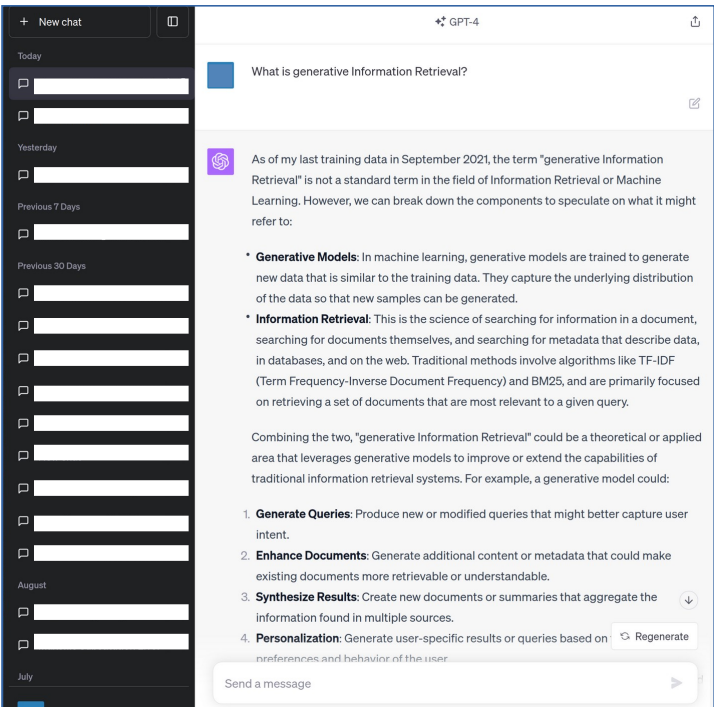 + New chat
Today
Yesterday
Previous 7 Days
Previous 30 Days
August
July
GPT-4
What is generative Information Retrieval?
As of my last training data in September 2021, the term "generative Information
Retrieval" is not a standard term in the field of Information Retrieval or Machine
Learning. However, we can break down the components to speculate on what it might
refer to:
• Generative Models: In machine learning, generative models are trained to generate
new data that is similar to the training data. They capture the underlying distribution
of the data so that new samples can be generated.
• Information Retrieval: This is the science of searching for information in a document,
searching for documents themselves, and searching for metadata that describe data,
in databases, and on the web. Traditional methods involve algorithms like TF-IDF
(Term Frequency-Inverse Document Frequency) and BM25, and are primarily focused
on retrieving a set of documents that are most relevant to a given query.
Combining the two, "generative Information Retrieval" could be a theoretical or applied
area that leverages generative models to improve or extend the capabilities of
traditional information retrieval systems. For example, a generative model could:
1. Generate Queries: Produce new or modified queries that might better capture user
intent.
2. Enhance Documents: Generate additional content or metadata that could make
existing documents more retrievable or understandable.
3. Synthesize Results: Create new documents or summaries that aggregate the
information found in multiple sources.
4. Personalization: Generate user-specific results or queries based on
preferences and behavior of the user
Regenerate
Send a message